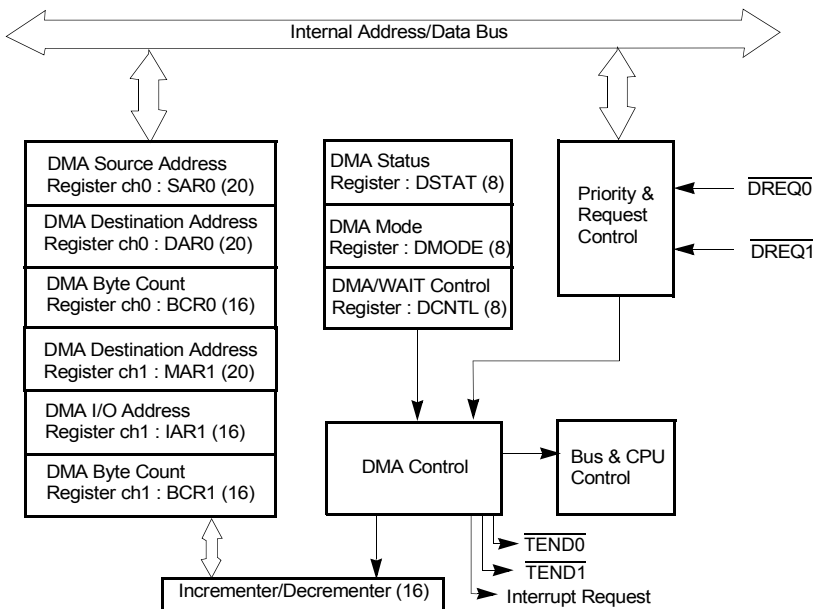 Internal Address/Data Bus
DMA Source Address
Register ch0 : SAR0 (20)
DMA Destination Address
Register ch0 : DAR0 (20)
DMA Byte Count
Register ch0 : BCR0 (16)
DMA Destination Address
Register ch1 : MAR1 (20)
DMA I/O Address
Register ch1 : IAR1 (16)
DMA Byte Count
Register ch1 : BCR1 (16)
DMA Status
Register : DSTAT (8)
DMA Mode
Register : DMODE (8)
DMA/WAIT Control
Register : DCNTL (8)
Priority &
Request
Control
DREQ0
DREQ1
DMA Control
Bus & CPU
Control
TEND0
TEND1
Interrupt Request
Incrementer/Decrementer (16)